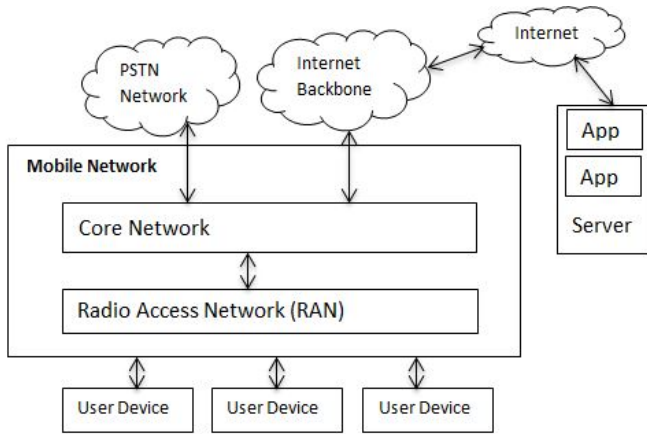 PSTN
Network
Internet
Backbone
Internet
App
App
Server
Mobile Network
Core Network
Radio Access Network (RAN)
User Device
User Device
User Device